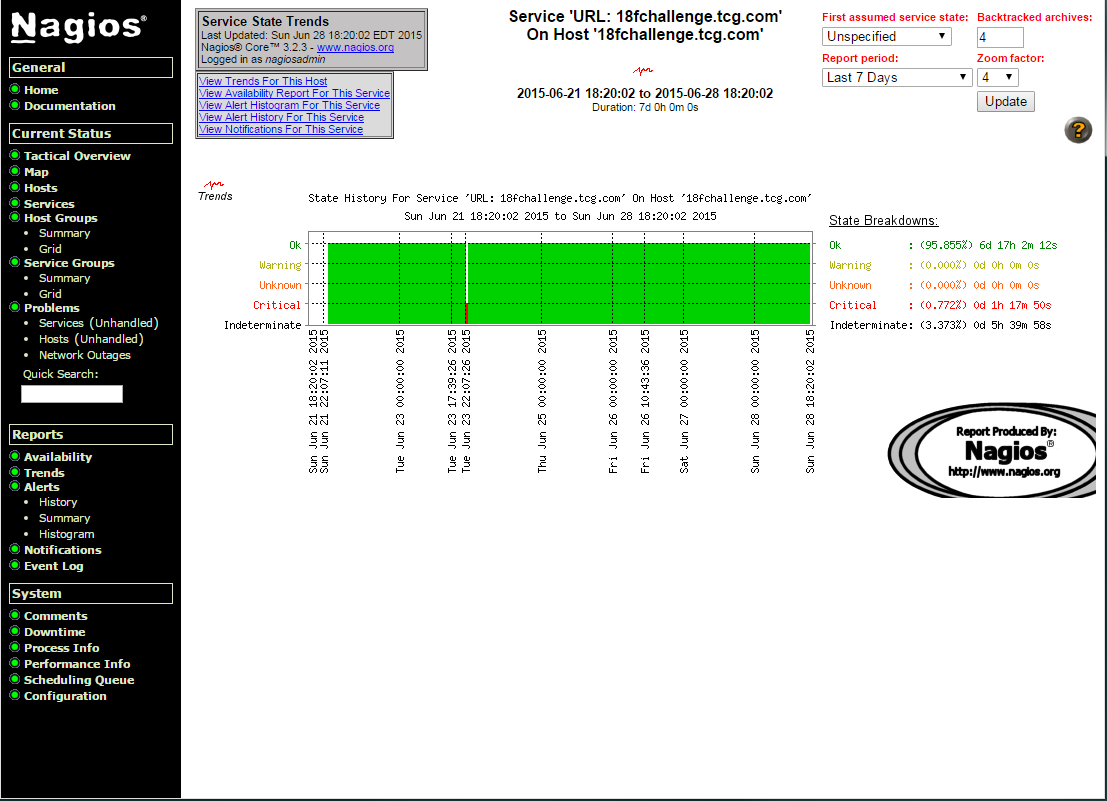 Nagios®
General
Home
Documentation
Current Status
Tactical Overview
Map
Hosts
Services
Host Groups
Summary
Grid
Service Groups
Summary
Grid
Problems
Services (Unhandled)
Hosts (Unhandled)
Network Outages
Quick Search:
Reports
Availability
Trends
Alerts
History
Summary
Histogram
Notifications
Event Log
System
Comments
Downtime
Process Info
Performance Info
Scheduling Queue
Configuration
Service State Trends
Last Updated: Sun Jun 28 18:20:02 EDT 2015
Nagios® Core™ 3.2.3 - www.nagios.org
Logged in as nagiosadmin
View Trends For This Host
View Availability Report For This Service
View Alert Histogram For This Service
View Alert History For This Service
View Notifications For This Service
Service 'URL: 18fchallenge.tcg.com'
On Host '18fchallenge.tcg.com'
2015-06-21 18:20:02 to 2015-06-28 18:20:02
Duration: 7d 0h 0m 0s
First assumed service state: Backtracked archives:
Unspecified 4
Report period: Zoom factor:
Last 7 Days 4
Update
?
Trends
State History For Service 'URL: 18fchallenge.tcg.com' On Host '18fchallenge.tcg.com'
Sun Jun 21 18:20:02 2015 to Sun Jun 28 18:20:02 2015
Ok
Warning
Unknown
Critical
Indeterminate
Sun Jun 21 18:20:02 2015
Sun Jun 21 22:07:11 2015
Tue Jun 23 00:00:00 2015
Tue Jun 23 17:39:26 2015
Tue Jun 23 22:07:26 2015
Thu Jun 25 00:00:00 2015
Fri Jun 26 00:00:00 2015
Fri Jun 26 10:43:36 2015
Sat Jun 27 00:00:00 2015
Sun Jun 28 00:00:00 2015
Sun Jun 28 18:20:02 2015
State Breakdowns:
Ok : (95.855%) 6d 17h 2m 12s
Warning : (0.000%) 0d 0h 0m 0s
Unknown : (0.000%) 0d 0h 0m 0s
Critical : (0.772%) 0d 1h 17m 50s
Indeterminate: (3.373%) 0d 5h 39m 58s
Report Produced By:
Nagios®
http://www.nagios.org